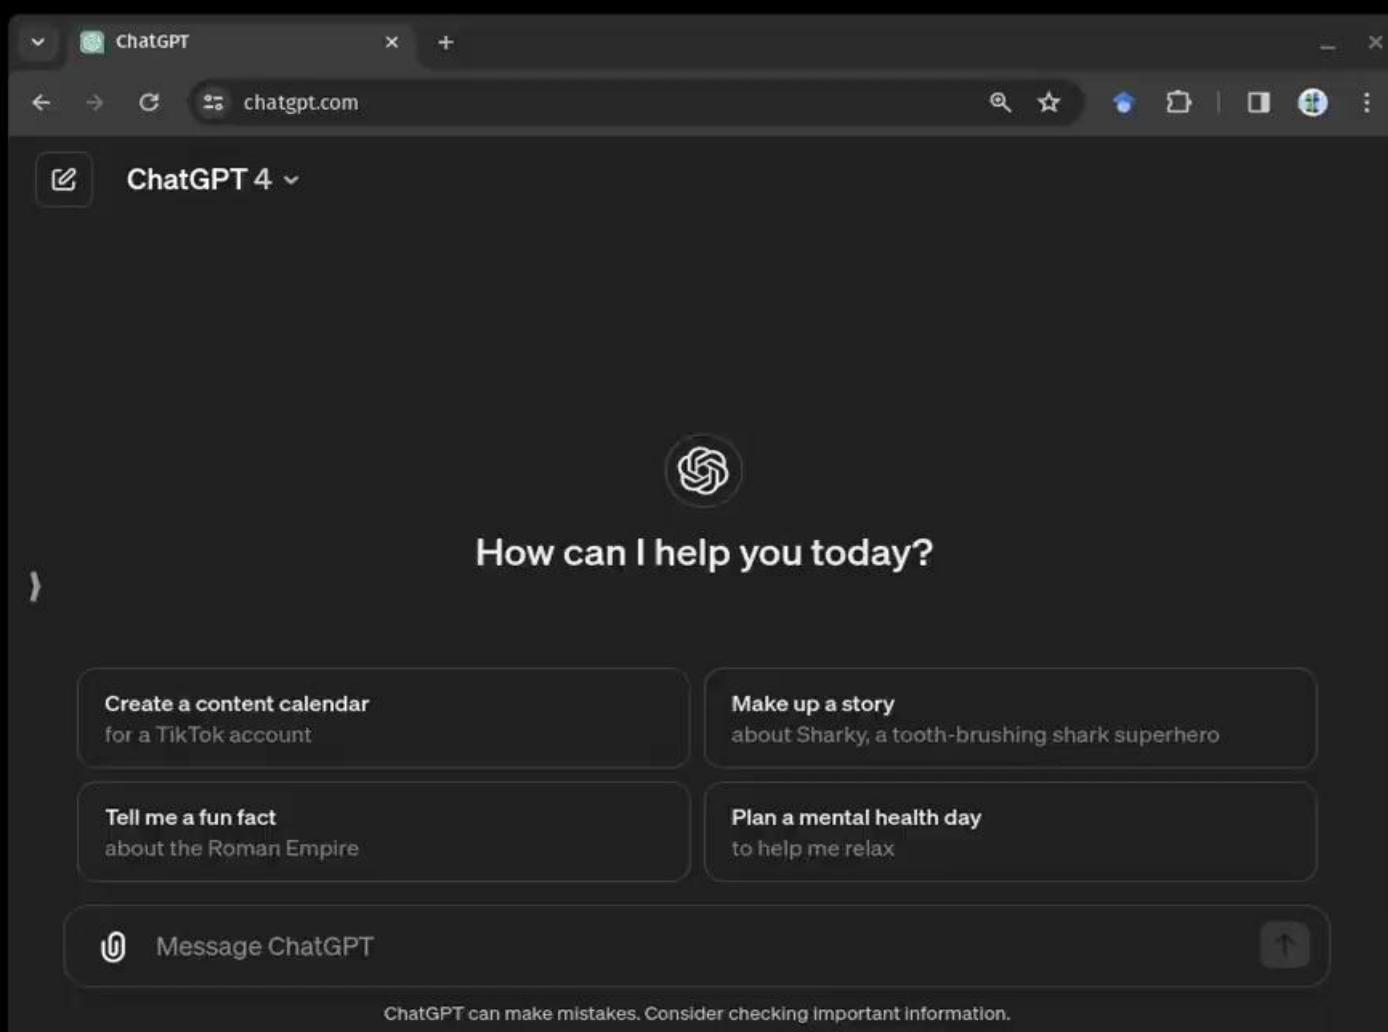 ChatGPT
chatgpt.com
ChatGPT 4
How can I help you today?
Create a content calendar
for a TikTok account
Make up a story
about Sharky, a tooth-brushing shark superhero
Tell me a fun fact
about the Roman Empire
Plan a mental health day
to help me relax
Message ChatGPT
ChatGPT can make mistakes. Consider checking important information.